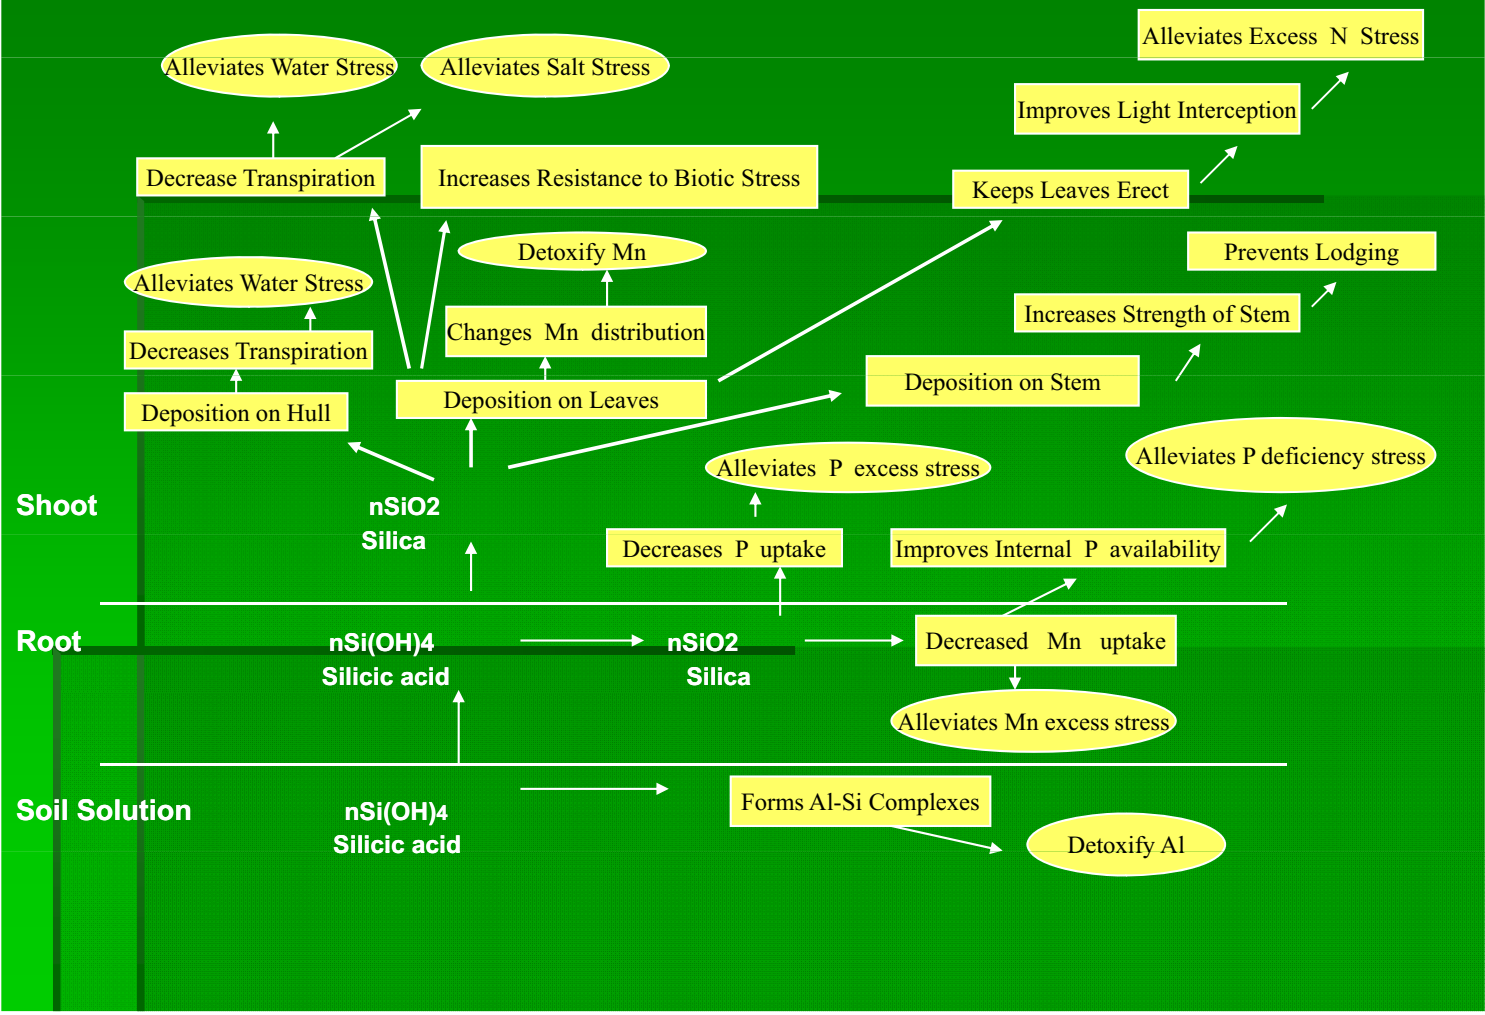 Alleviates Excess N Stress
Alleviates Water Stress
Alleviates Salt Stress
Improves Light Interception
Decrease Transpiration
Increases Resistance to Biotic Stress
Keeps Leaves Erect
Detoxify Mn
Prevents Lodging
Alleviates Water Stress
Increases Strength of Stem
Changes Mn distribution
Decreases Transpiration
Deposition on Stem
Deposition on Leaves
Deposition on Hull
Alleviates P deficiency stress
Alleviates P excess stress
Shoot
nSiO2
Silica
Decreases P uptake
Improves Internal P availability
Root
nSi(OH)4
Silicic acid
nSiO2
Silica
Decreased Mn uptake
Alleviates Mn excess stress
Soil Solution
nSi(OH)4
Silicic acid
Forms Al-Si Complexes
Detoxify Al